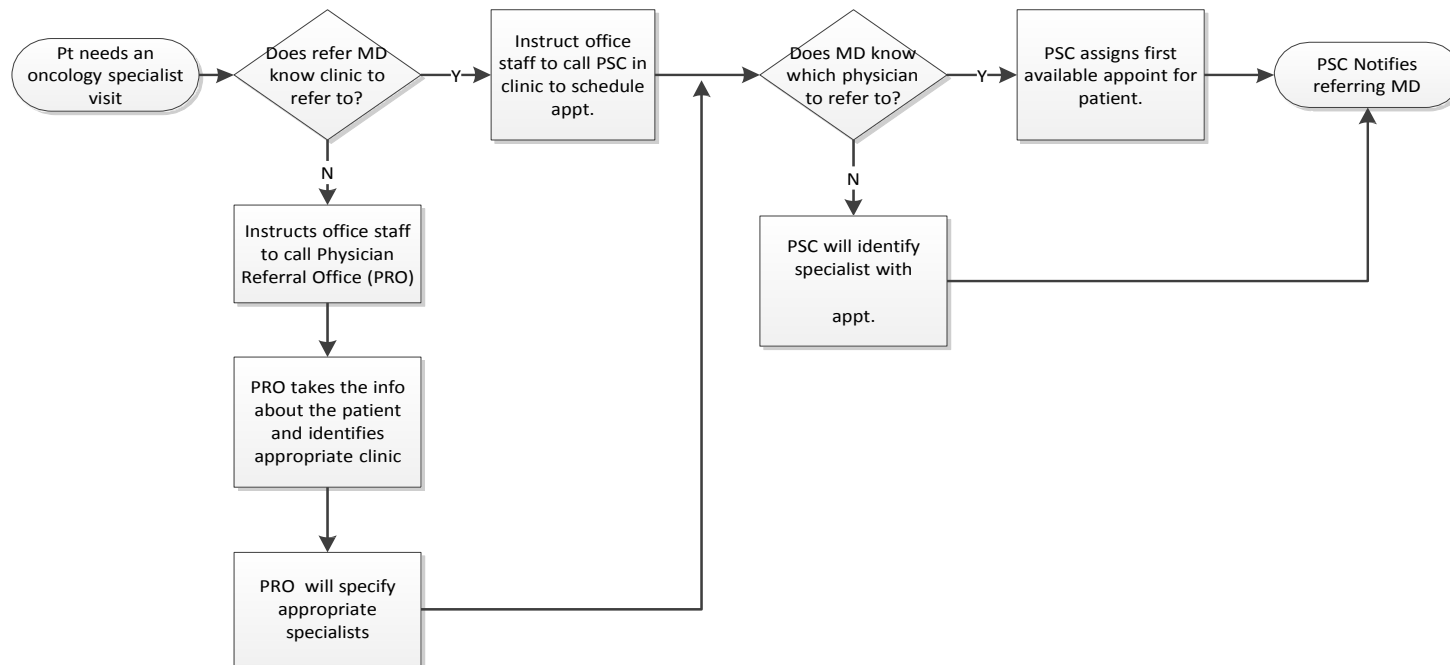 Pt needs an
oncology specialist
visit
Does refer MD
know clinic to
refer to?
Y
Instruct office
staff to call PSC in
clinic to schedule
appt.
Does MD know
which physician
to refer to?
Y
PSC assigns first
available appoint for
patient.
PSC Notifies
referring MD
N
Instructs office staff
to call Physician
Referral Office (PRO)
PRO takes the info
about the patient
and identifies
appropriate clinic
PRO will specify
appropriate
specialists
N
PSC will identify
specialist with
appt.